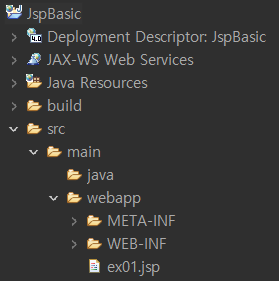 JspBasic
Deployment Descriptor: JspBasic
JAX-WS Web Services
Java Resources
build
src
main
java
webapp
META-INF
WEB-INF
ex01.jsp